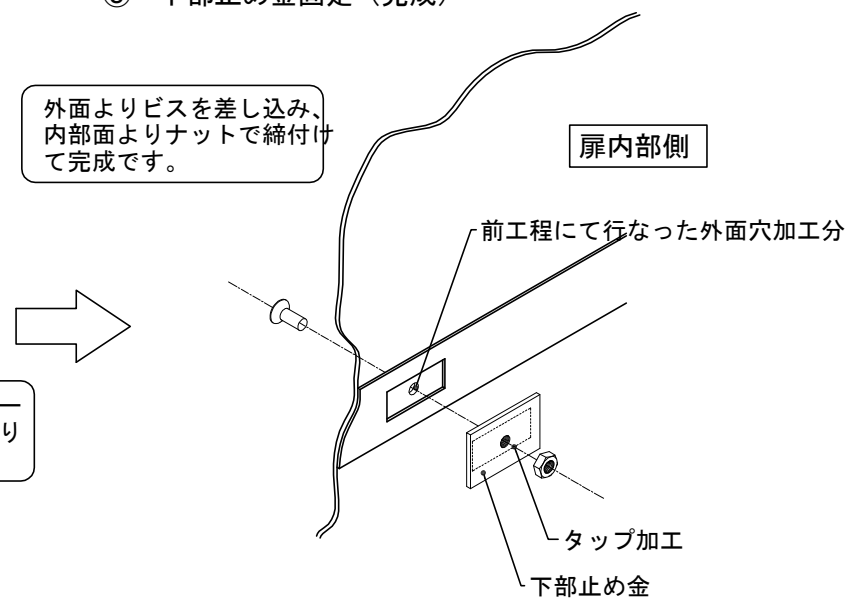 下部止め金固定（完成）
外面よりビスを差し込み、
内部面よりナットで締付け
て完成です。
扉内部側
前工程にて行なった外面穴加工分
り
タップ加工
下部止め金